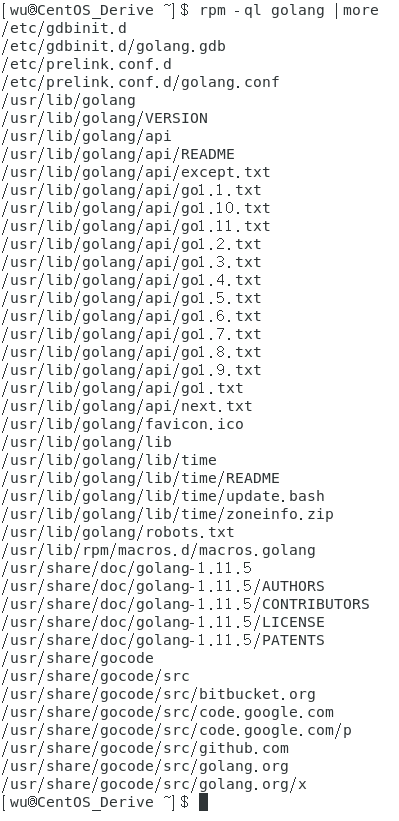 [wu@CentOS_Derive ~]$ rpm -ql golang |more
/etc/gdbinit.d
/etc/gdbinit.d/golang.gdb
/etc/prelink.conf.d
/etc/prelink.conf.d/golang.conf
/usr/lib/golang
/usr/lib/golang/VERSION
/usr/lib/golang/api
/usr/lib/golang/api/README
/usr/lib/golang/api/except.txt
/usr/lib/golang/api/go1.1.txt
/usr/lib/golang/api/go1.10.txt
/usr/lib/golang/api/go1.11.txt
/usr/lib/golang/api/go1.2.txt
/usr/lib/golang/api/go1.3.txt
/usr/lib/golang/api/go1.4.txt
/usr/lib/golang/api/go1.5.txt
/usr/lib/golang/api/go1.6.txt
/usr/lib/golang/api/go1.7.txt
/usr/lib/golang/api/go1.8.txt
/usr/lib/golang/api/go1.9.txt
/usr/lib/golang/api/go1.txt
/usr/lib/golang/api/next.txt
/usr/lib/golang/favicon.ico
/usr/lib/golang/lib
/usr/lib/golang/lib/time
/usr/lib/golang/lib/time/README
/usr/lib/golang/lib/time/update.bash
/usr/lib/golang/lib/time/zoneinfo.zip
/usr/lib/golang/robots.txt
/usr/lib/rpm/macros.d/macros.golang
/usr/share/doc/golang-1.11.5
/usr/share/doc/golang-1.11.5/AUTHORS
/usr/share/doc/golang-1.11.5/CONTRIBUTORS
/usr/share/doc/golang-1.11.5/LICENSE
/usr/share/doc/golang-1.11.5/PATENTS
/usr/share/gocode
/usr/share/gocode/src
/usr/share/gocode/src/bitbucket.org
/usr/share/gocode/src/code.google.com
/usr/share/gocode/src/code.google.com/p
/usr/share/gocode/src/github.com
/usr/share/gocode/src/golang.org
/usr/share/gocode/src/golang.org/x
[wu@CentOS_Derive ~]$